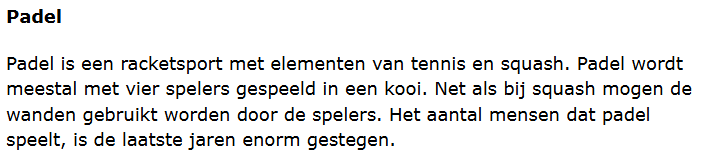 Padel
Padel is een racketsport met elementen van tennis en squash. Padel wordt
meestal met vier spelers gespeeld in een kooi. Net als bij squash mogen de
wanden gebruikt worden door de spelers. Het aantal mensen dat padel
speelt, is de laatste jaren enorm gestegen.